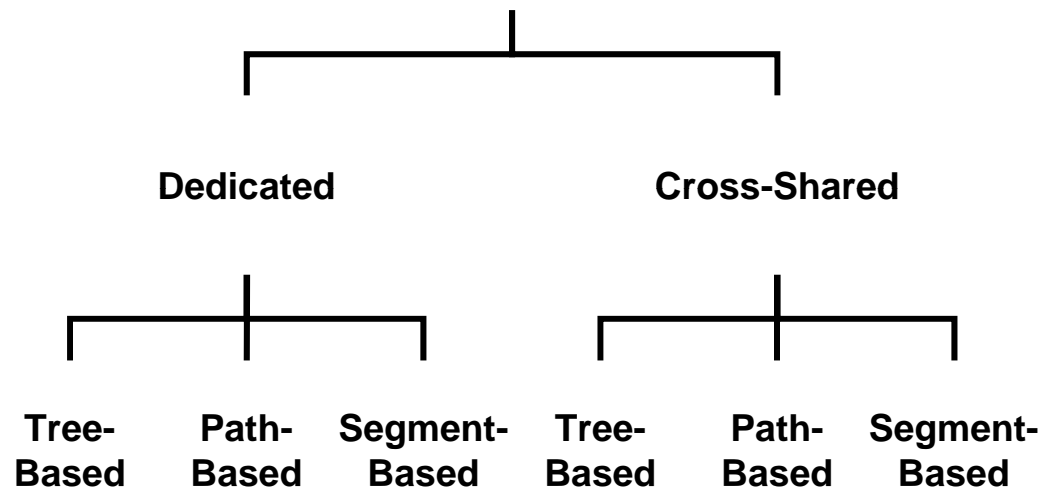 Dedicated
Cross-Shared
Tree-
Based
Path-
Based
Segment-
Based
Tree-
Based
Path-
Based
Segment-
Based